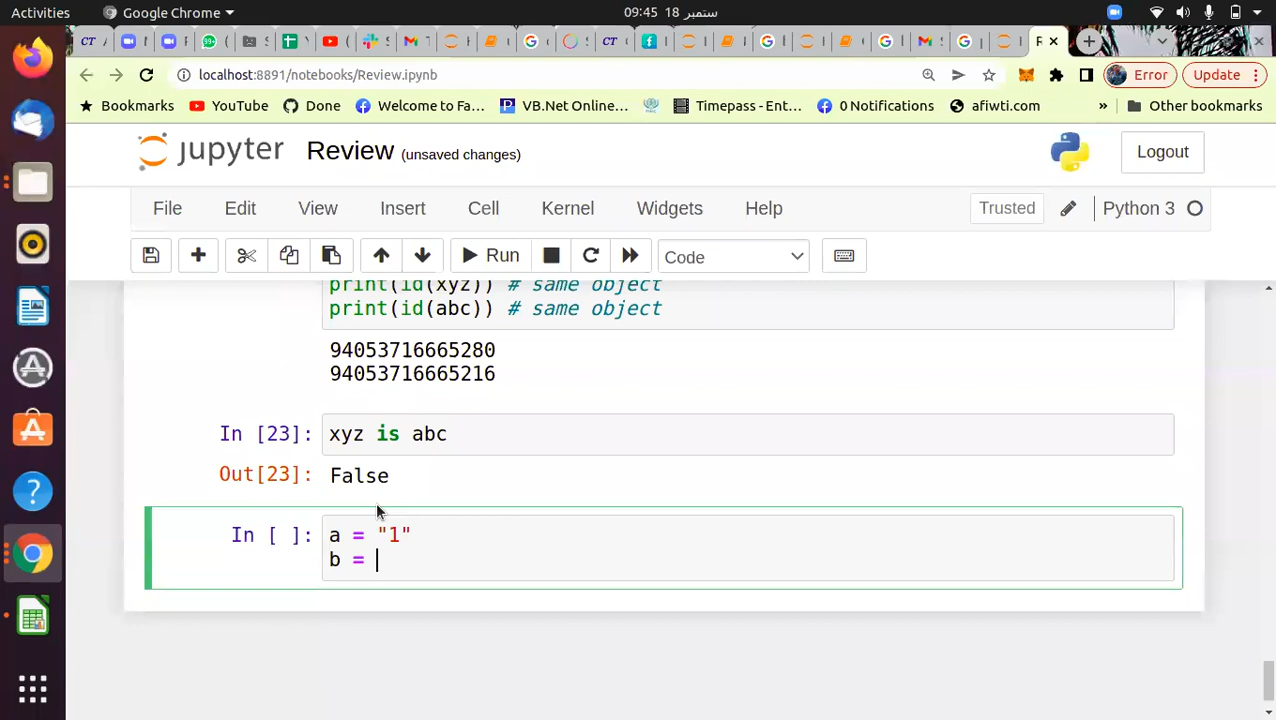 Activities
Google Chrome
09:45 18 ستمبر
CT
localhost:8891/notebooks/Review.ipynb
Error
Update
Bookmarks
YouTube
Done
Welcome to Fa...
VB.Net Online...
Timepass - Ent...
0 Notifications
afiwti.com
»
Other bookmarks
jupyter
Review (unsaved changes)
Logout
File Edit View Insert Cell Kernel Widgets Help
Trusted
Python 3
Run
Code
print(id(xyz)) # same object
print(id(abc)) # same object
94053716665280
94053716665216
In [23]: xyz is abc
Out[23]: False
In [ ]: a = "1"
b =